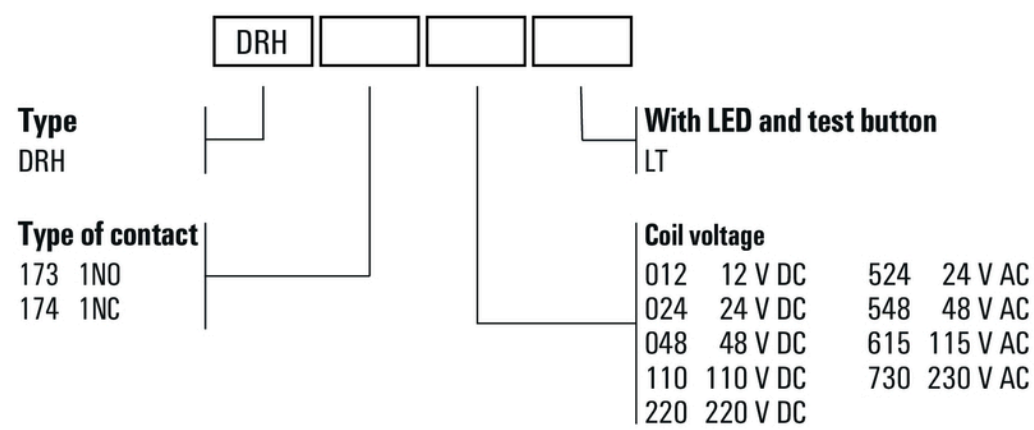 DRH
Type
DRH
With LED and test button
LT
Type of contact
173 1NO
174 1NC
Coil voltage
012 12 V DC 524 24 V AC
024 24 V DC 548 48 V AC
048 48 V DC 615 115 V AC
110 110 V DC 730 230 V AC
220 220 V DC